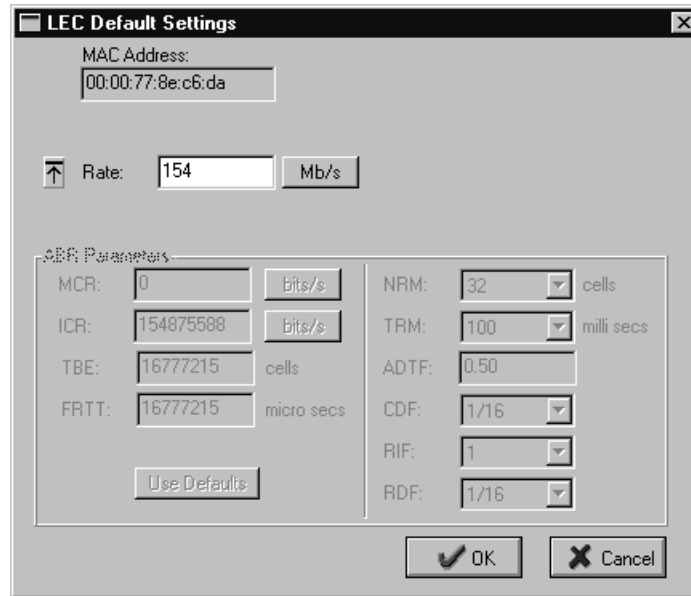 LEC Default Settings
MAC Address:
00:00:77:8e:c6:da
Rate: 154 Mb/s
ABR Parameters
MCR: 0 bits/s
ICR: 154875588 bits/s
TBE: 16777215 cells
FRTT: 16777215 micro secs
Use Defaults
NRM: 32 cells
TRM: 100 milli secs
ADTF: 0.50
CDF: 1/16
RIF: 1
RDF: 1/16
OK Cancel